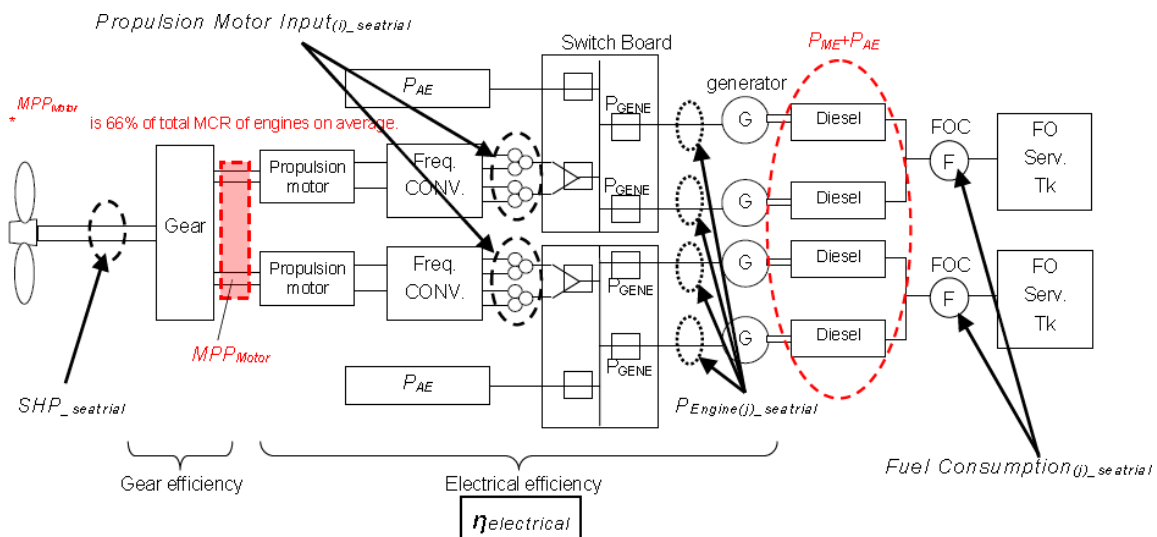 Propulsion Motor Input(i)_seatrial
Switch Board
PME+PAE
generator
PAE
PGENE
G
Diesel
MPPMotor
* is 66% of total MCR of engines on average.
FOC
F
FO
Serv.
Tk
Gear
Propulsion
motor
Freq.
CONV.
PGENE
G
Diesel
Propulsion
motor
Freq.
CONV.
PGENE
G
Diesel
FOC
F
FO
Serv.
Tk
MPPMotor
PGENE
G
Diesel
PAE
SHP_seatrial
PEngine(j)_seatrial
Fuel Consumption(j)_seatrial
Gear efficiency
Electrical efficiency
ηelectrical